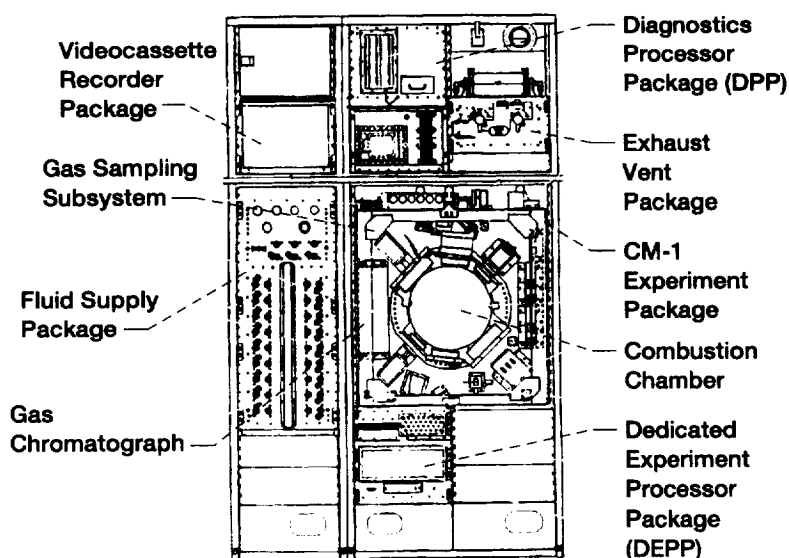 Videocassette
Recorder
Package
Gas Sampling
Subsystem
Fluid Supply
Package
Gas
Chromatograph
Diagnostics
Processor
Package (DPP)
Exhaust
Vent
Package
CM-1
Experiment
Package
Combustion
Chamber
Dedicated
Experiment
Processor
Package
(DEPP)